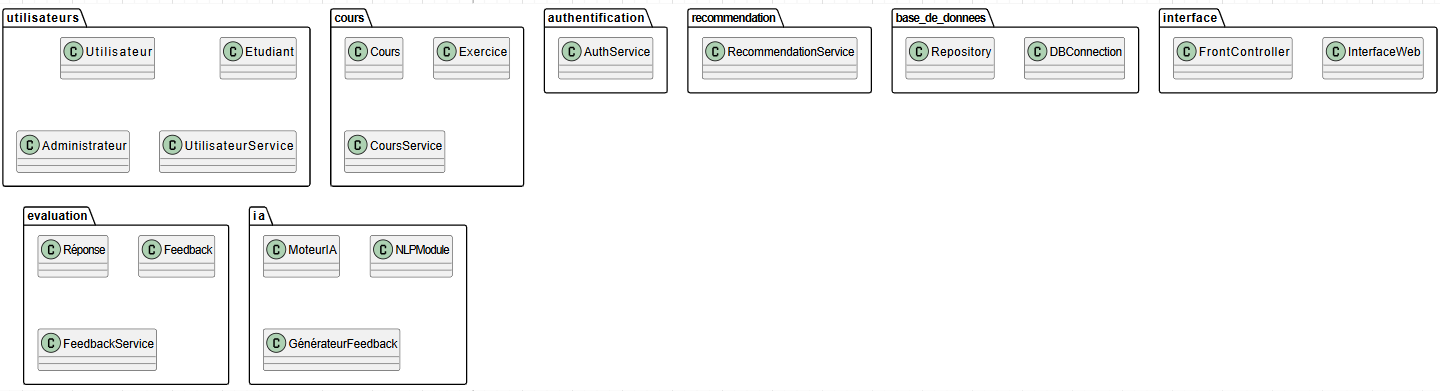 utilisateurs
C Utilisateur
C Etudiant
C Administrateur
C UtilisateurService
cours
C Cours
C Exercice
C CoursService
authentification
C AuthService
recommendation
C RecommendationService
base_de_donnees
C Repository
C DBConnection
interface
C FrontController
C InterfaceWeb
evaluation
C Réponse
C Feedback
C FeedbackService
ia
C MoteurIA
C NLPModule
C GénérateurFeedback